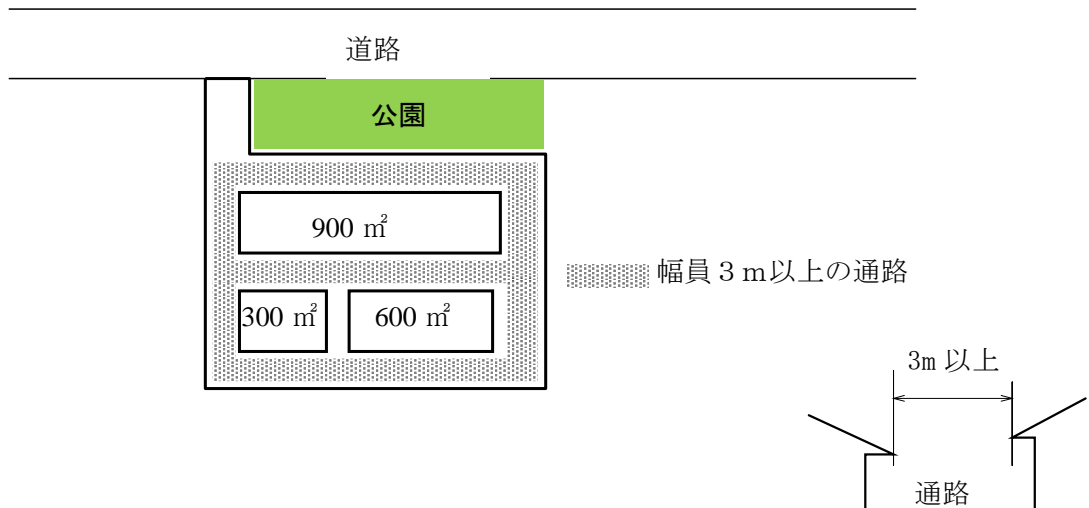 道路
公園
900 ㎡
幅員３ｍ以上の通路
300 ㎡
600 ㎡
3m 以上
通路